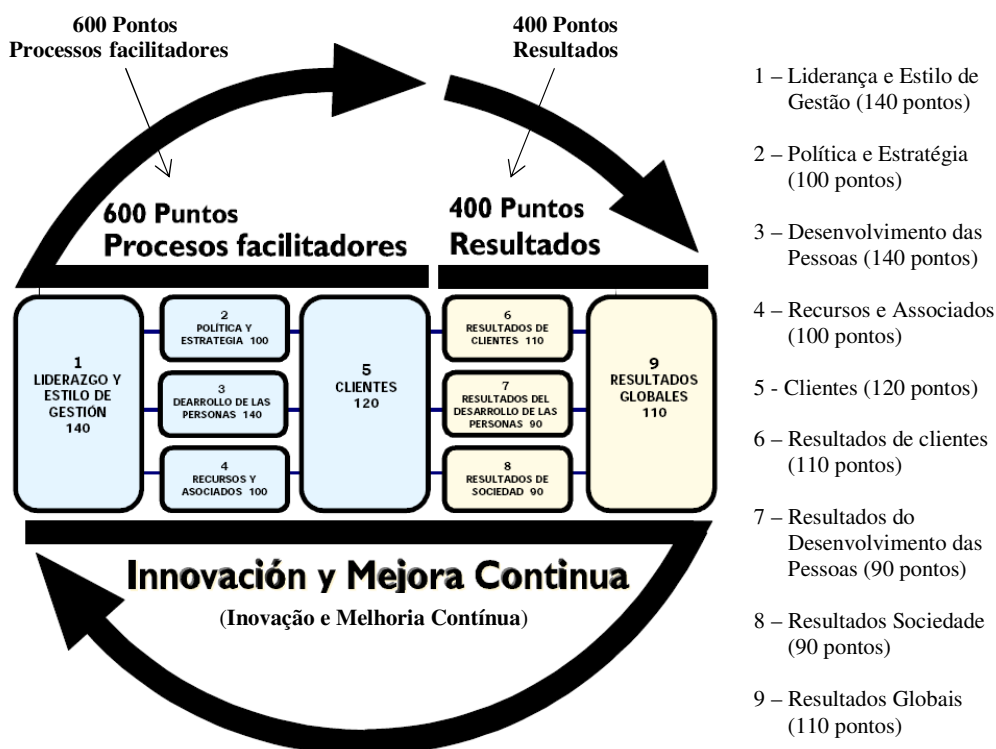 600 Pontos
Processos facilitadores
400 Pontos
Resultados
600 Puntos
Procesos facilitadores
400 Puntos
Resultados
1
LIDERAZGO Y
ESTILO DE
GESTIÓN
140
2
POLÍTICA Y
ESTRATEGIA 100
3
DEARROLLO DE LAS
PERSONAS 140
4
RECURSOS Y
ASOCIADOS 100
5
CLIENTES
120
6
RESULTADOS DE
CLIENTES 110
7
RESULTADOS DEL
DESARROLLO DE LAS
PERSONAS 90
8
RESULTADOS DE
SOCIEDAD 90
9
RESULTADOS
GLOBALES
110
Innovación y Mejora Continua
(Inovação e Melhoria Contínua)
1 – Liderança e Estilo de
Gestão (140 pontos)
2 – Política e Estratégia
(100 pontos)
3 – Desenvolvimento das
Pessoas (140 pontos)
4 – Recursos e Associados
(100 pontos)
5 - Clientes (120 pontos)
6 – Resultados de clientes
(110 pontos)
7 – Resultados do
Desenvolvimento das
Pessoas (90 pontos)
8 – Resultados Sociedade
(90 pontos)
9 – Resultados Globais
(110 pontos)